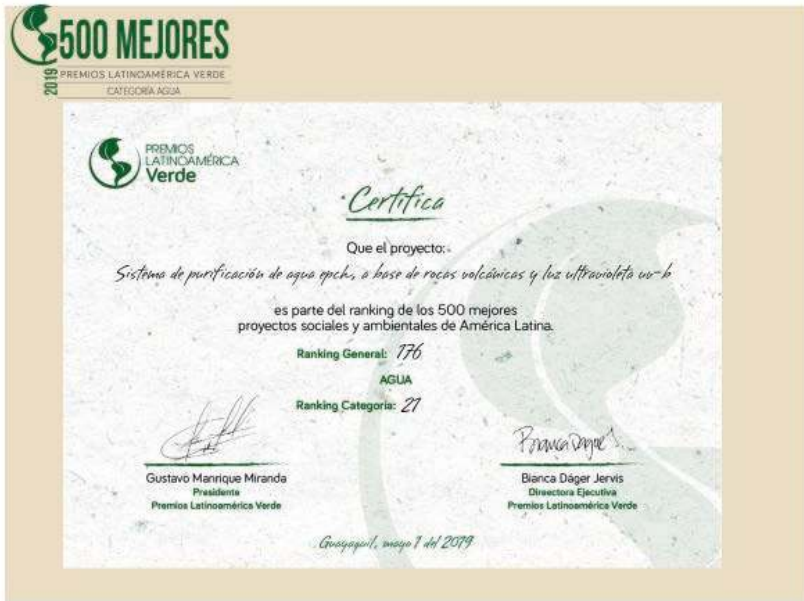 500 MEJORES
2019
PREMIOS LATINOAMÉRICA VERDE
CATEGORÍA AGUA
PREMIOS
LATINOAMÉRICA
Verde
Certifica
Que el proyecto:
Sistema de purificación de agua epch, a base de rocas volcánicas y luz ultravioleta uv-b
es parte del ranking de los 500 mejores
proyectos sociales y ambientales de América Latina.
Ranking General: 176
AGUA
Ranking Categoría: 21
Bianca Dager J.
Gustavo Manrique Miranda
Presidente
Premios Latinoamérica Verde
Bianca Dáger Jervis
Directora Ejecutiva
Premios Latinoamérica Verde
Guayaquil, mayo 1 del 2019